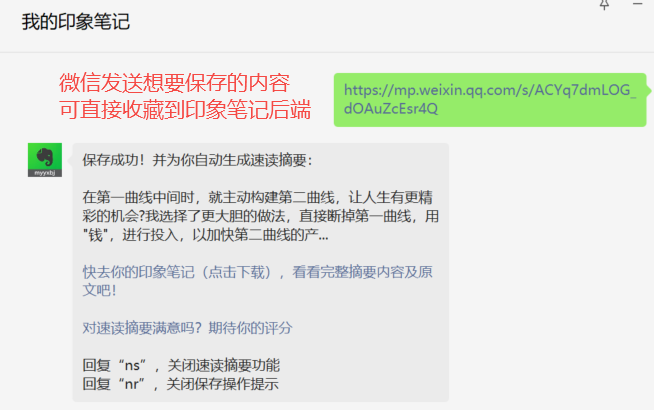 我的印象笔记
微信发送想要保存的内容
可直接收藏到印象笔记后端
https://mp.weixin.qq.com/s/ACYq7dmLOG_
dOAuZcEsr4Q
myyxbj
保存成功！并为你自动生成速读摘要：
在第一曲线中间时，就主动构建第二曲线，让人生有更精
彩的机会?我选择了更大胆的做法，直接断掉第一曲线，用
"钱"，进行投入，以加快第二曲线的产...
快去你的印象笔记（点击下载），看看完整摘要内容及原
文吧！
对速读摘要满意吗？期待你的评分
回复“ns”，关闭速读摘要功能
回复“nr”，关闭保存操作提示